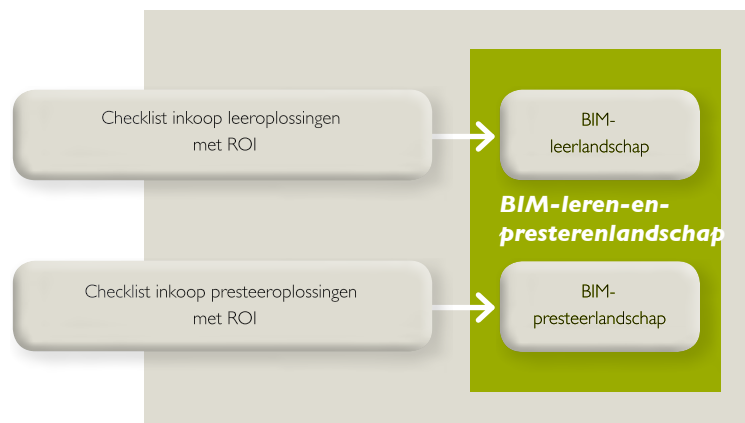 Checklist inkoop leeroplossingen
met ROI
BIM-
leerlandschap
BIM-leren-en-
presterenlandschap
Checklist inkoop presteeroplossingen
met ROI
BIM-
presteerlandschap